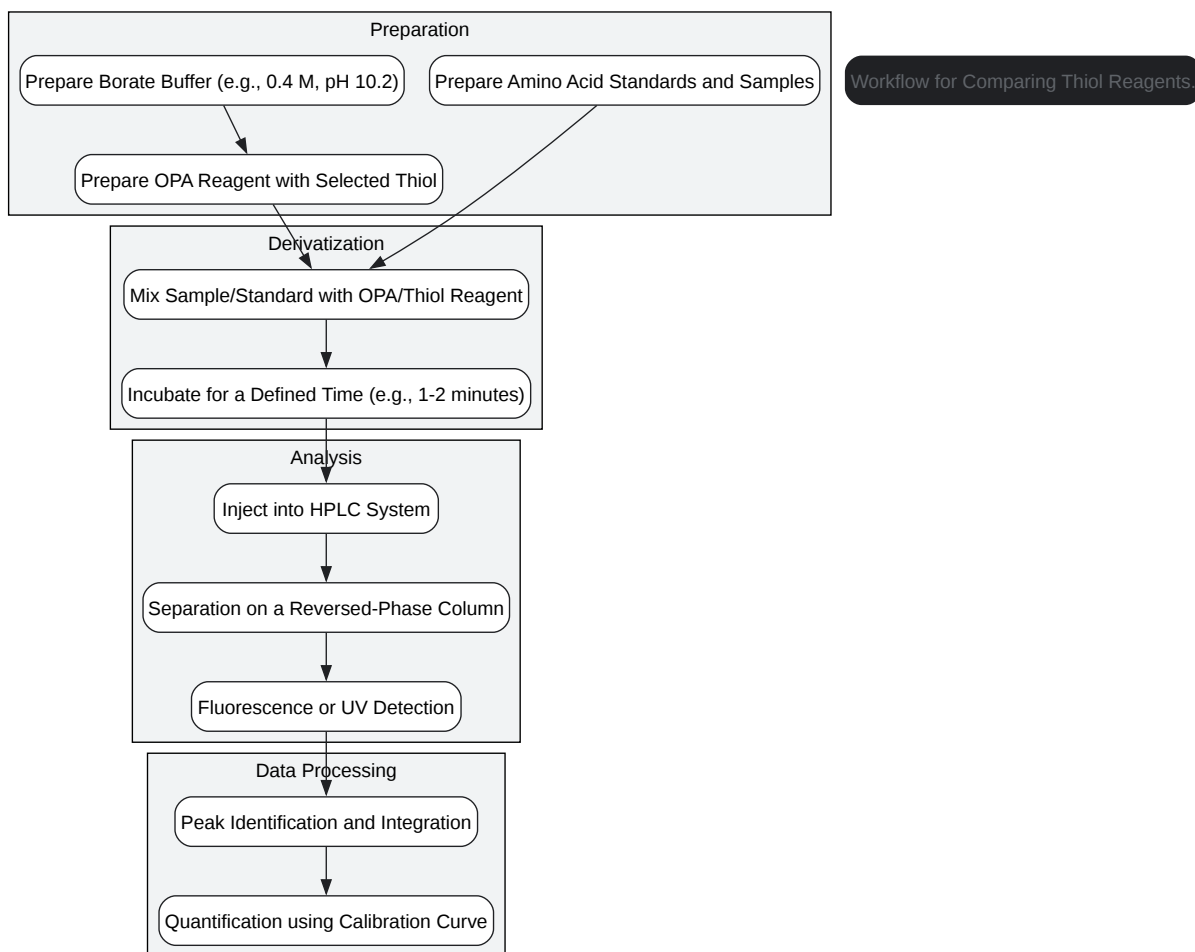 Preparation
Prepare Borate Buffer (e.g., 0.4 M, pH 10.2)
Prepare Amino Acid Standards and Samples
Workflow for Comparing Thiol Reagents.
Prepare OPA Reagent with Selected Thiol
Derivatization
Mix Sample/Standard with OPA/Thiol Reagent
Incubate for a Defined Time (e.g., 1-2 minutes)
Analysis
Inject into HPLC System
Separation on a Reversed-Phase Column
Fluorescence or UV Detection
Data Processing
Peak Identification and Integration
Quantification using Calibration Curve